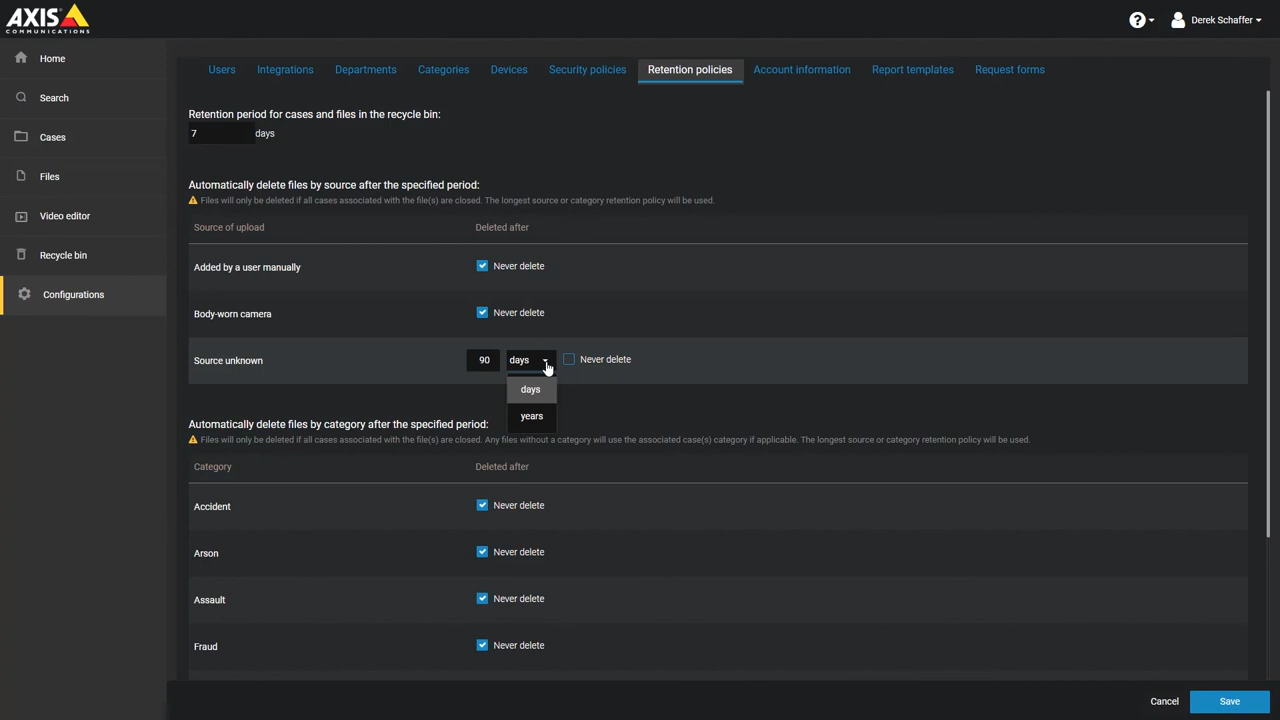 AXIS
COMMUNICATIONS
Derek Schaffer
Home
Search
Cases
Files
Video editor
Recycle bin
Configurations
Users Integrations Departments Categories Devices Security policies Retention policies Account information Report templates Request forms
Retention period for cases and files in the recycle bin:
7 days
Automatically delete files by source after the specified period:
Files will only be deleted if all cases associated with the file(s) are closed. The longest source or category retention policy will be used.
Source of upload Deleted after
Added by a user manually Never delete
Body-worn camera Never delete
Source unknown 90 days Never delete
days
years
Automatically delete files by category after the specified period:
Files will only be deleted if all cases associated with the file(s) are closed. Any files without a category will use the associated case(s) category if applicable. The longest source or category retention policy will be used.
Category Deleted after
Accident Never delete
Arson Never delete
Assault Never delete
Fraud Never delete
Cancel Save